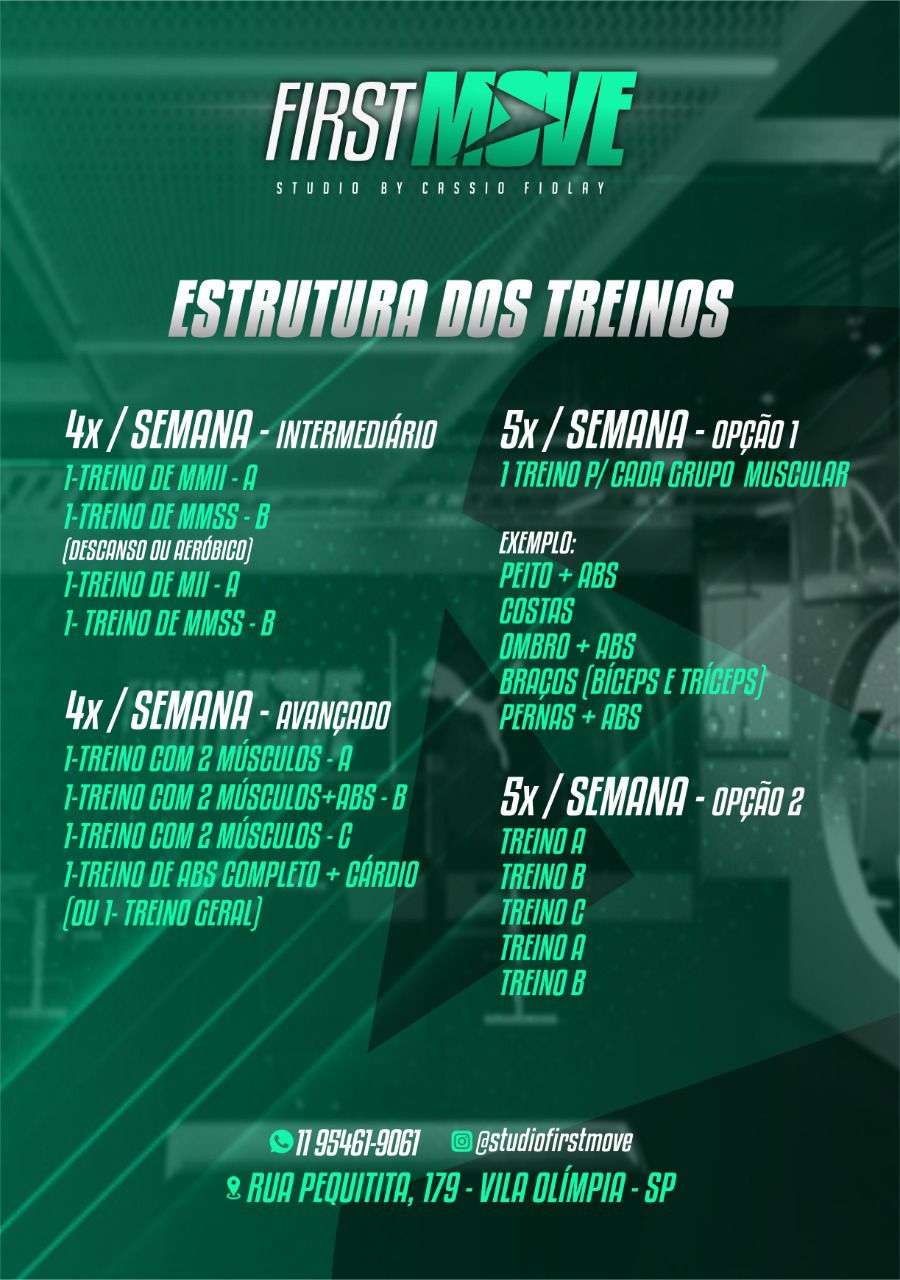 FIRST MOVE
STUDIO BY CASSIO FIDLAY
ESTRUTURA DOS TREINOS
4x / SEMANA - INTERMEDIÁRIO
1-TREINO DE MMII - A
1-TREINO DE MMSS - B
(DESCANSO OU AERÓBICO)
1-TREINO DE MII - A
1- TREINO DE MMSS - B
4x / SEMANA - AVANÇADO
1-TREINO COM 2 MÚSCULOS - A
1-TREINO COM 2 MÚSCULOS+ABS - B
1-TREINO COM 2 MÚSCULOS - C
1-TREINO DE ABS COMPLETO + CÁRDIO
(OU 1- TREINO GERAL)
5x / SEMANA - OPÇÃO 1
1 TREINO P/ CADA GRUPO MUSCULAR
EXEMPLO:
PEITO + ABS
COSTAS
OMBRO + ABS
BRAÇOS (BÍCEPS E TRÍCEPS)
PERNAS + ABS
5x / SEMANA - OPÇÃO 2
TREINO A
TREINO B
TREINO C
TREINO A
TREINO B
11 95461-9061 @studiofirstmove
RUA PEQUITITA, 179 - VILA OLÍMPIA - SP